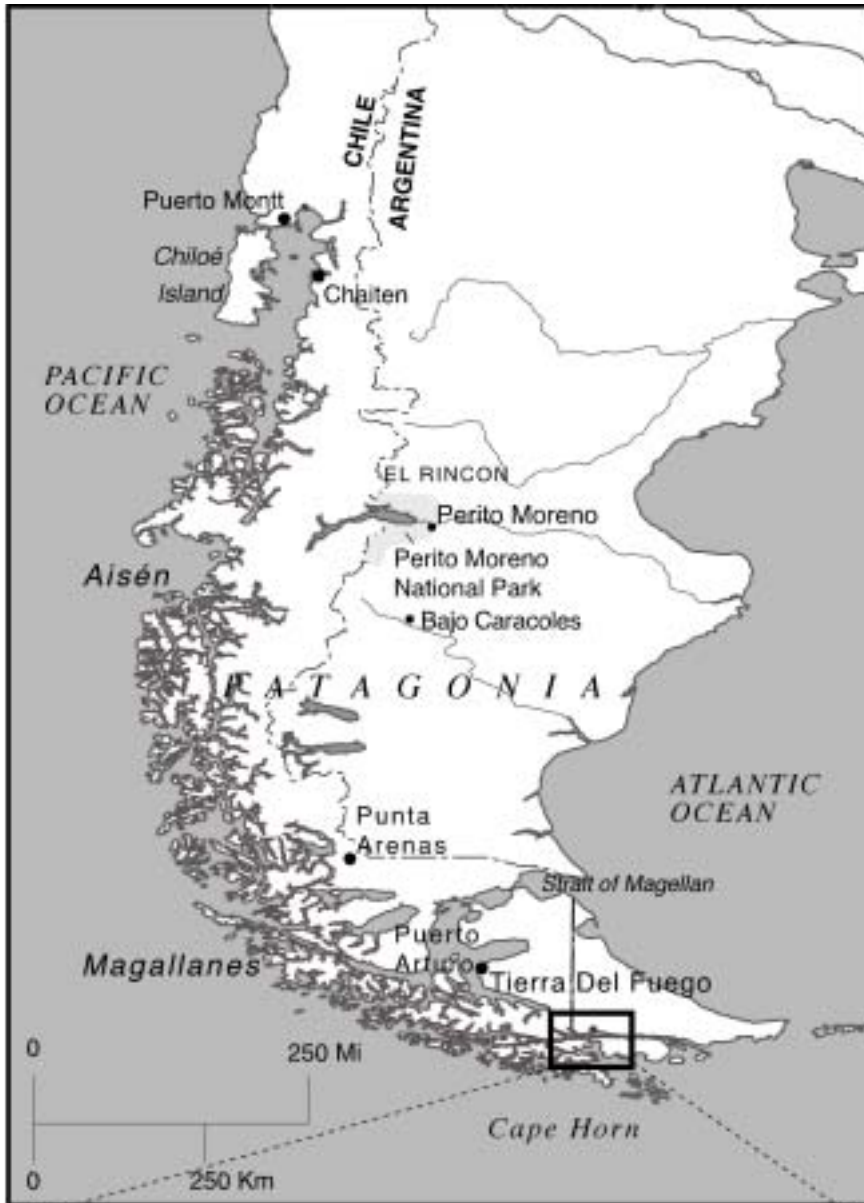 CHILE
ARGENTINA
Puerto Montt
Chiloé
Island
Chaiten
PACIFIC
OCEAN
EL RINCON
Perito Moreno
Perito Moreno
National Park
Aisén
Bajo Caracoles
PATAGONIA
ATLANTIC
OCEAN
Punta
Arenas
Strait of Magellan
Puerto
Arturo
Magallanes
Tierra Del Fuego
0
250 Mi
Cape Horn
0
250 Km